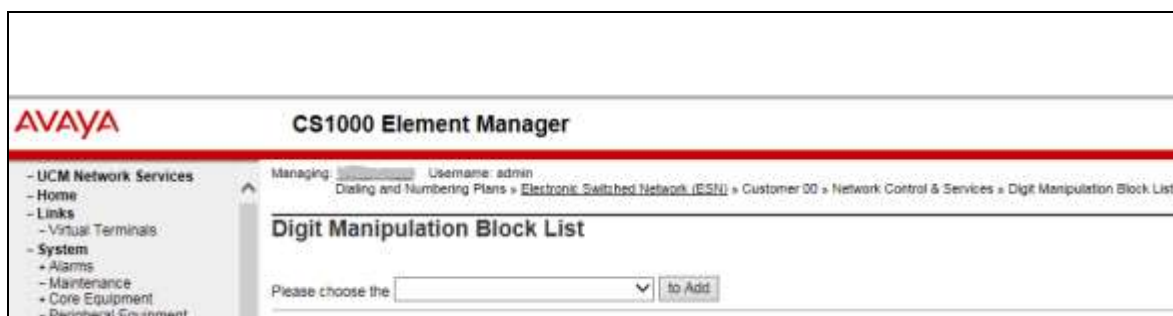 AVAYA
CS1000 Element Manager
- UCM Network Services
- Home
- Links
- Virtual Terminals
- System
+ Alarms
- Maintenance
+ Core Equipment
- Peripheral Equipment
Managing: Username: admin
Dialing and Numbering Plans » Electronic Switched Network (ESN) » Customer 00 » Network Control & Services » Digit Manipulation Block List
Digit Manipulation Block List
Please choose the to Add